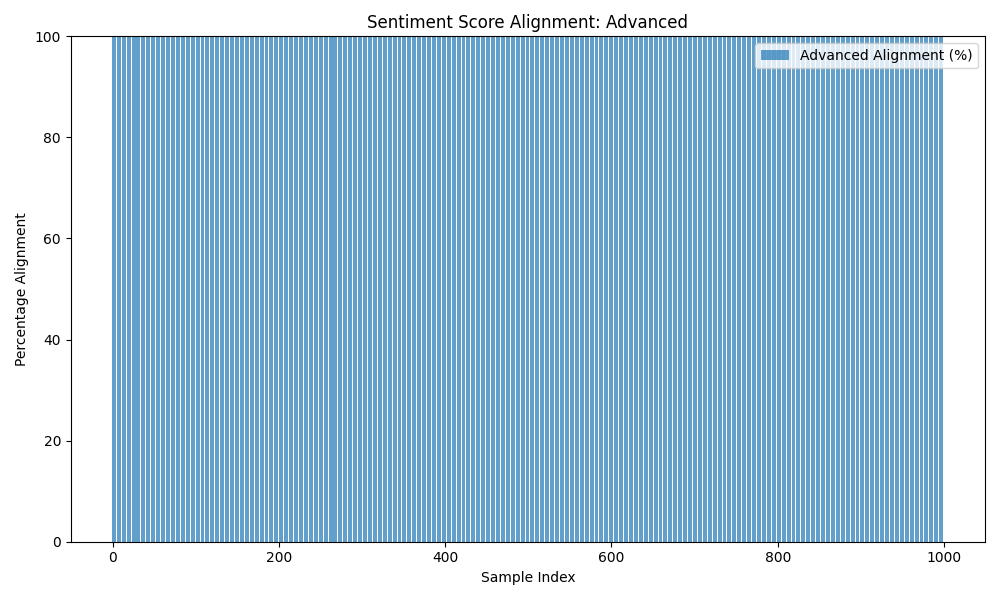 Sentiment Score Alignment: Advanced
Advanced Alignment (%)
Percentage Alignment
100
80
60
40
20
0
0 200 400 600 800 1000
Sample Index